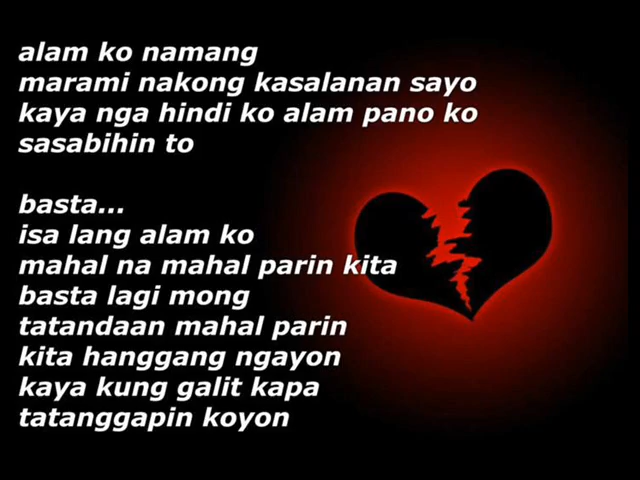 alam ko namang
marami nakong kasalanan sayo
kaya nga hindi ko alam pano ko
sasabihin to
basta...
isa lang alam ko
mahal na mahal parin kita
basta lagi mong
tatandaan mahal parin
kita hanggang ngayon
kaya kung galit kapa
tatanggapin koyon